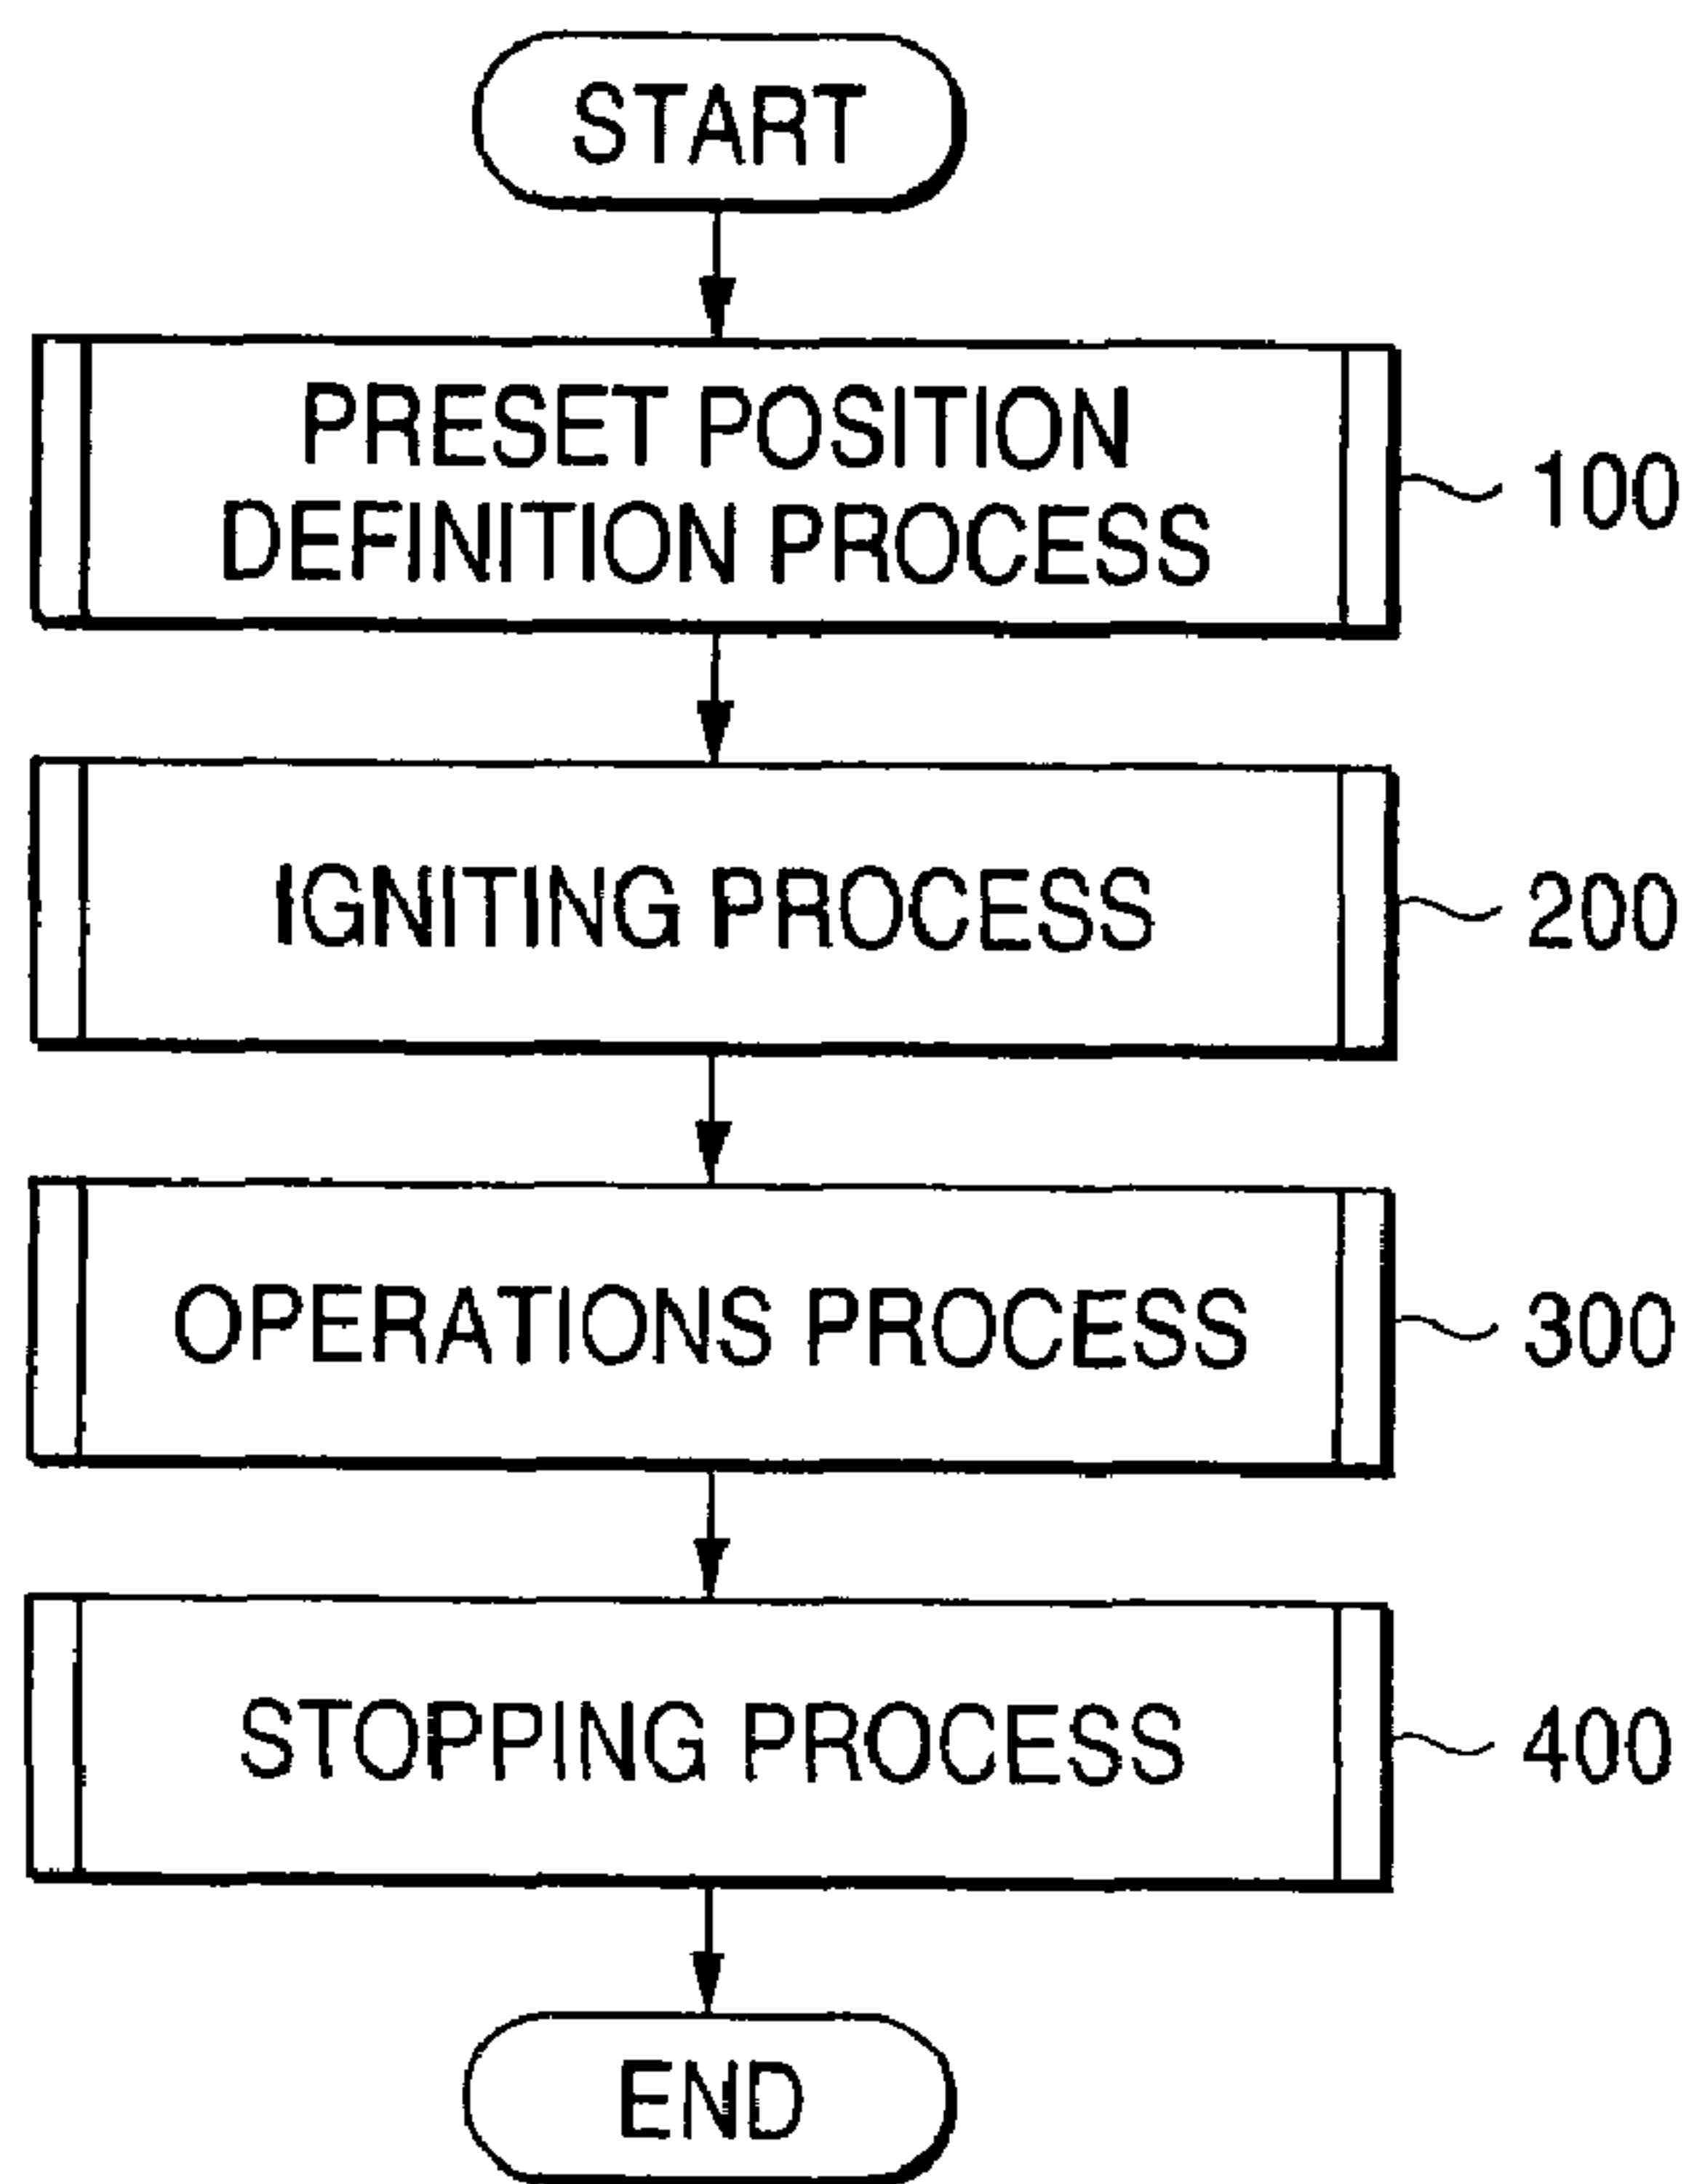 START
PRESET POSITION
DEFINITION PROCESS
100
IGNITING PROCESS
200
OPERATIONS PROCESS
300
STOPPING PROCESS
400
END